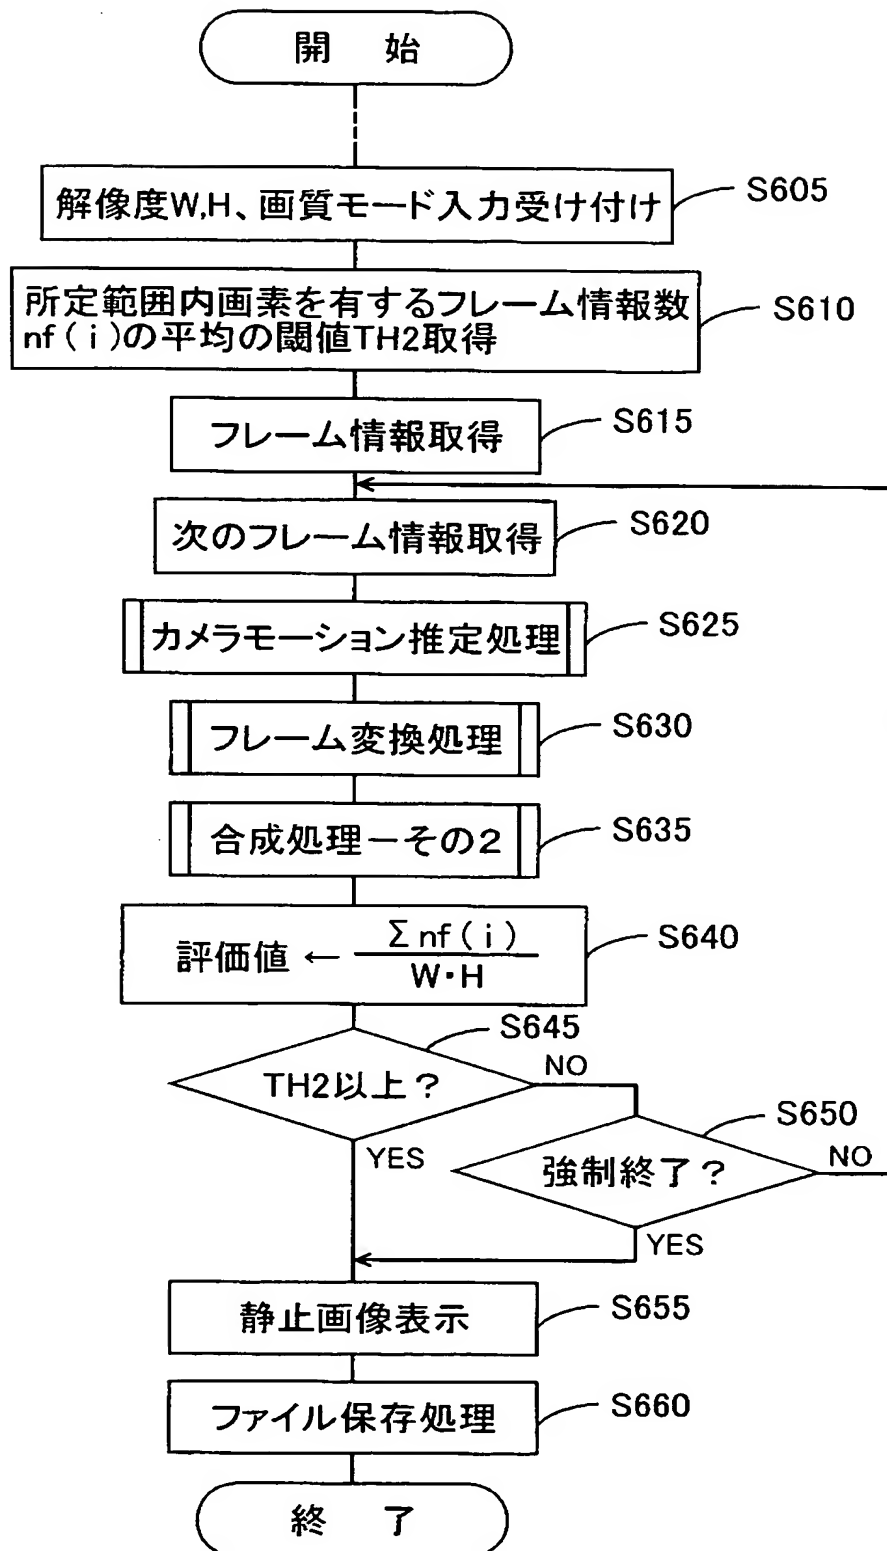 開 始
解像度W,H、画質モード入力受け付け
S605
所定範囲内画素を有するフレーム情報数
nf(i)の平均の閾値TH2取得
S610
フレーム情報取得
S615
次のフレーム情報取得
S620
カメラモーション推定処理
S625
フレーム変換処理
S630
合成処理－その2
S635
評価値 ← Σnf(i)
W・H
S640
S645
TH2以上？
NO
YES
S650
強制終了？
NO
YES
静止画像表示
S655
ファイル保存処理
S660
終 了